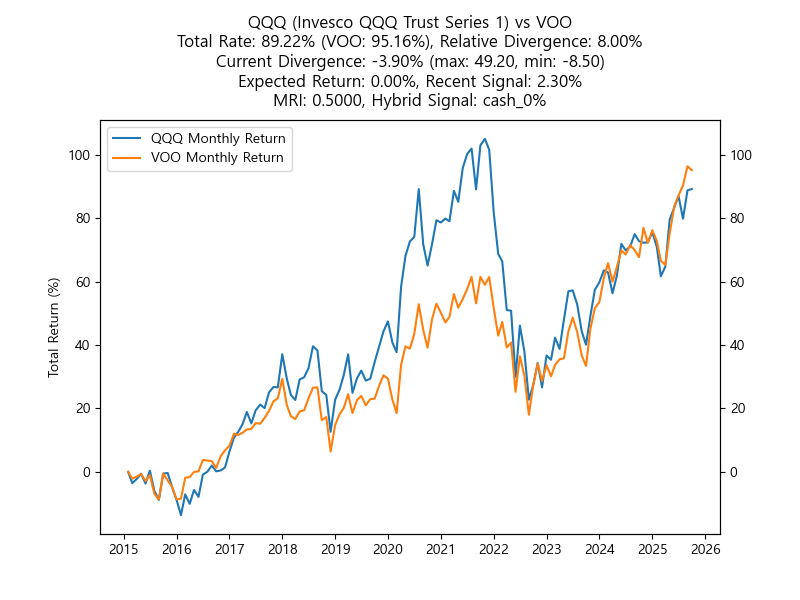 QQQ (Invesco QQQ Trust Series 1) vs VOO
Total Rate: 89.22% (VOO: 95.16%), Relative Divergence: 8.00%
Current Divergence: -3.90% (max: 49.20, min: -8.50)
Expected Return: 0.00%, Recent Signal: 2.30%
MRI: 0.5000, Hybrid Signal: cash_0%
QQQ Monthly Return
VOO Monthly Return
Total Return (%)
100 100
80 80
60 60
40 40
20 20
0 0
2015 2016 2017 2018 2019 2020 2021 2022 2023 2024 2025 2026